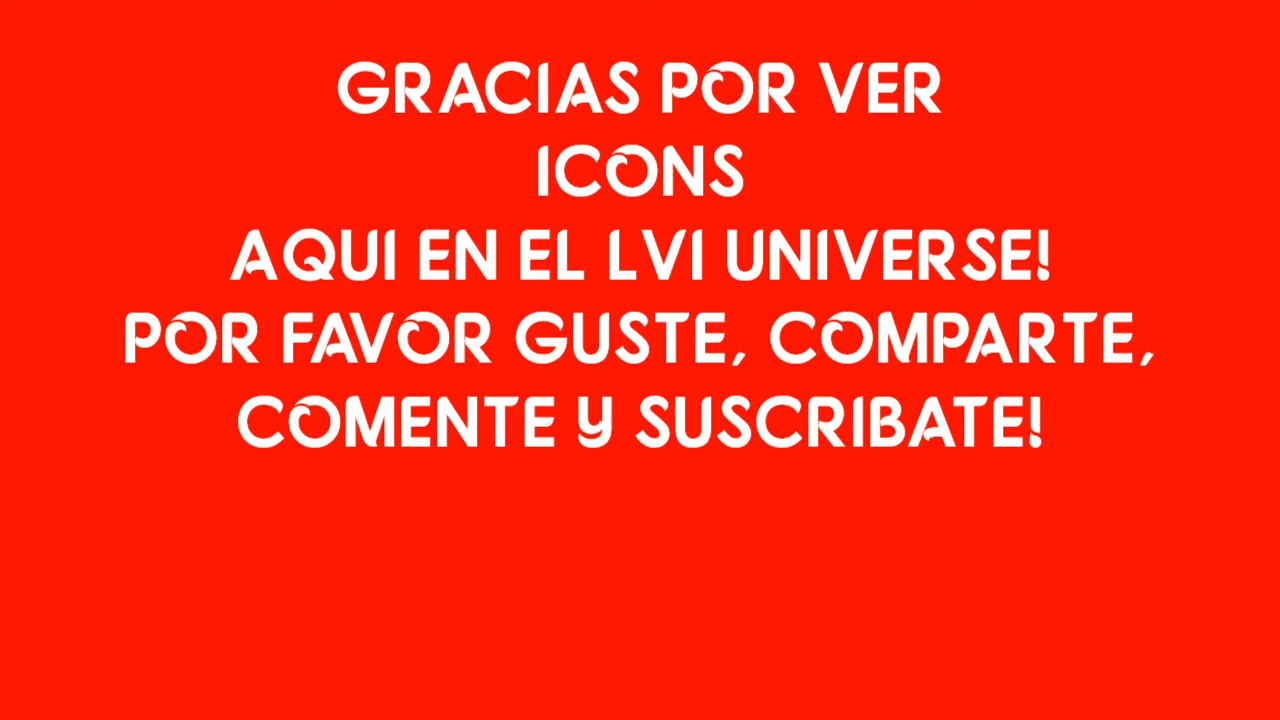 GRACIAS POR VER
ICONS
AQUI EN EL LVI UNIVERSE!
POR FAVOR GUSTE, COMPARTE,
COMENTE Y SUSCRIBATE!